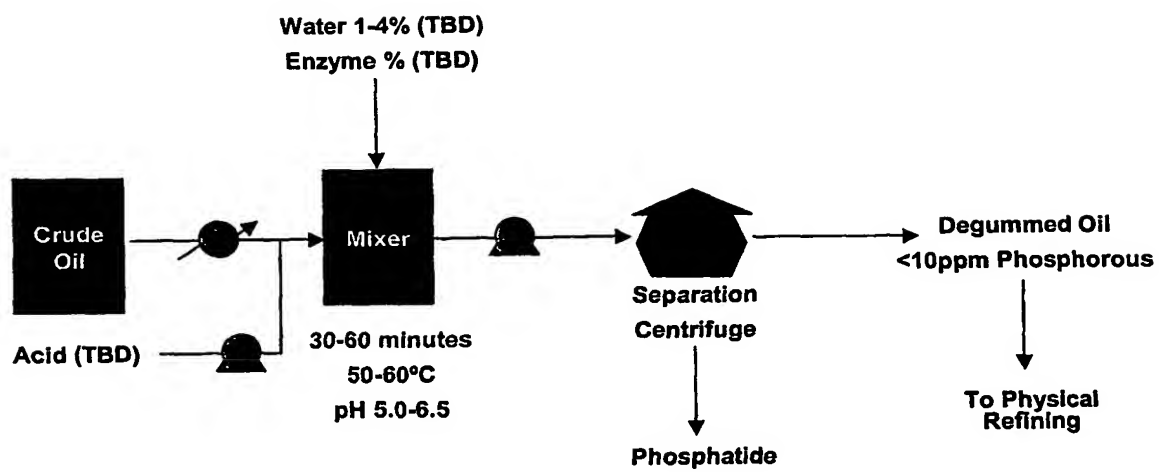 Water 1-4% (TBD)
Enzyme % (TBD)
Crude
Oil
Mixer
Acid (TBD)
30-60 minutes
50-60ºC
pH 5.0-6.5
Separation
Centrifuge
Phosphatide
Degummed Oil
<10ppm Phosphorous
To Physical
Refining